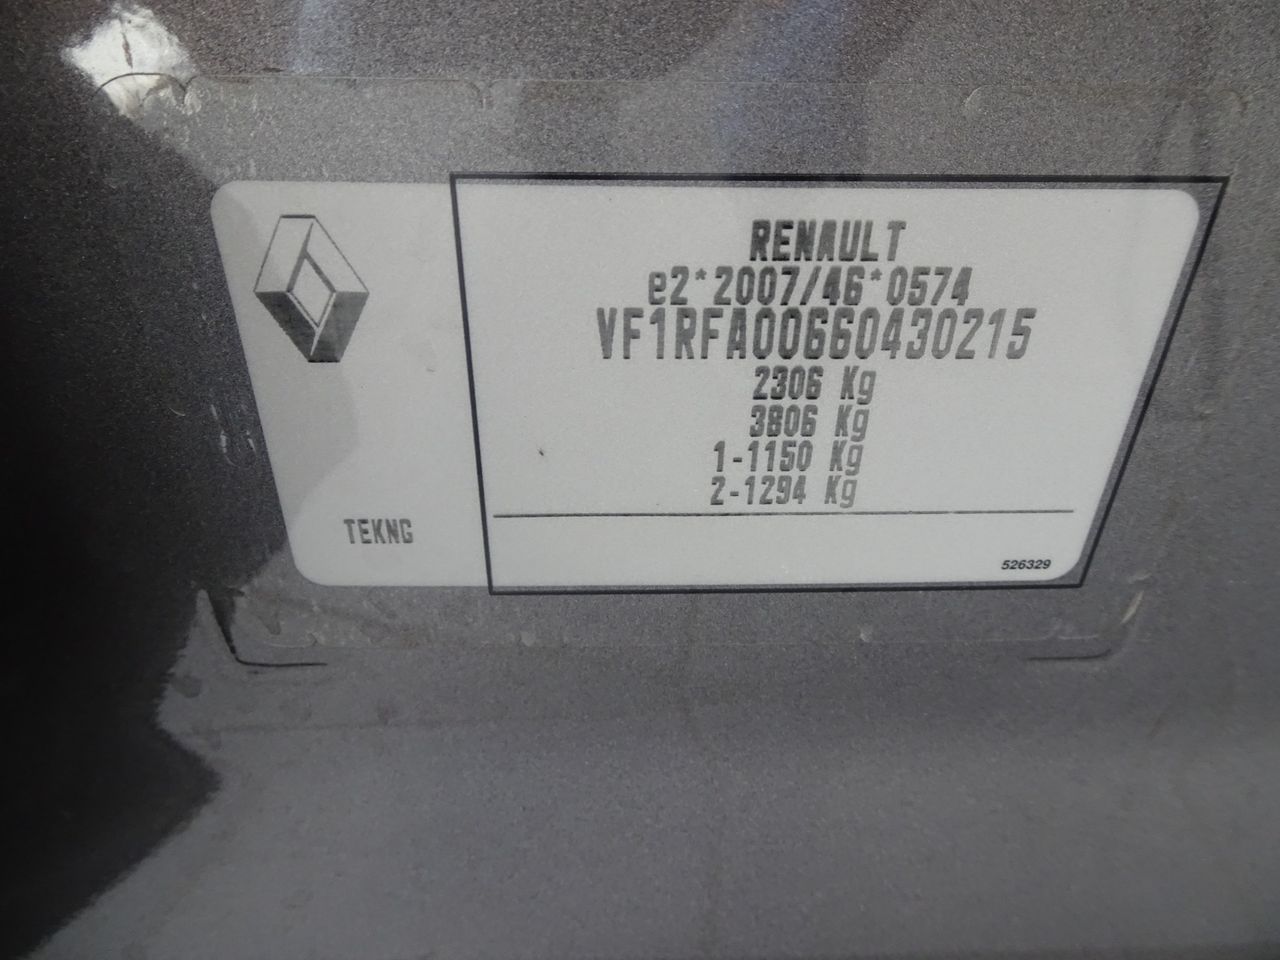 RENAULT
e2*2007/46*0574
VF1RFA00660430215
2306 Kg
3806 Kg
1-1150 Kg
2-1294 Kg
TEKNG
526329